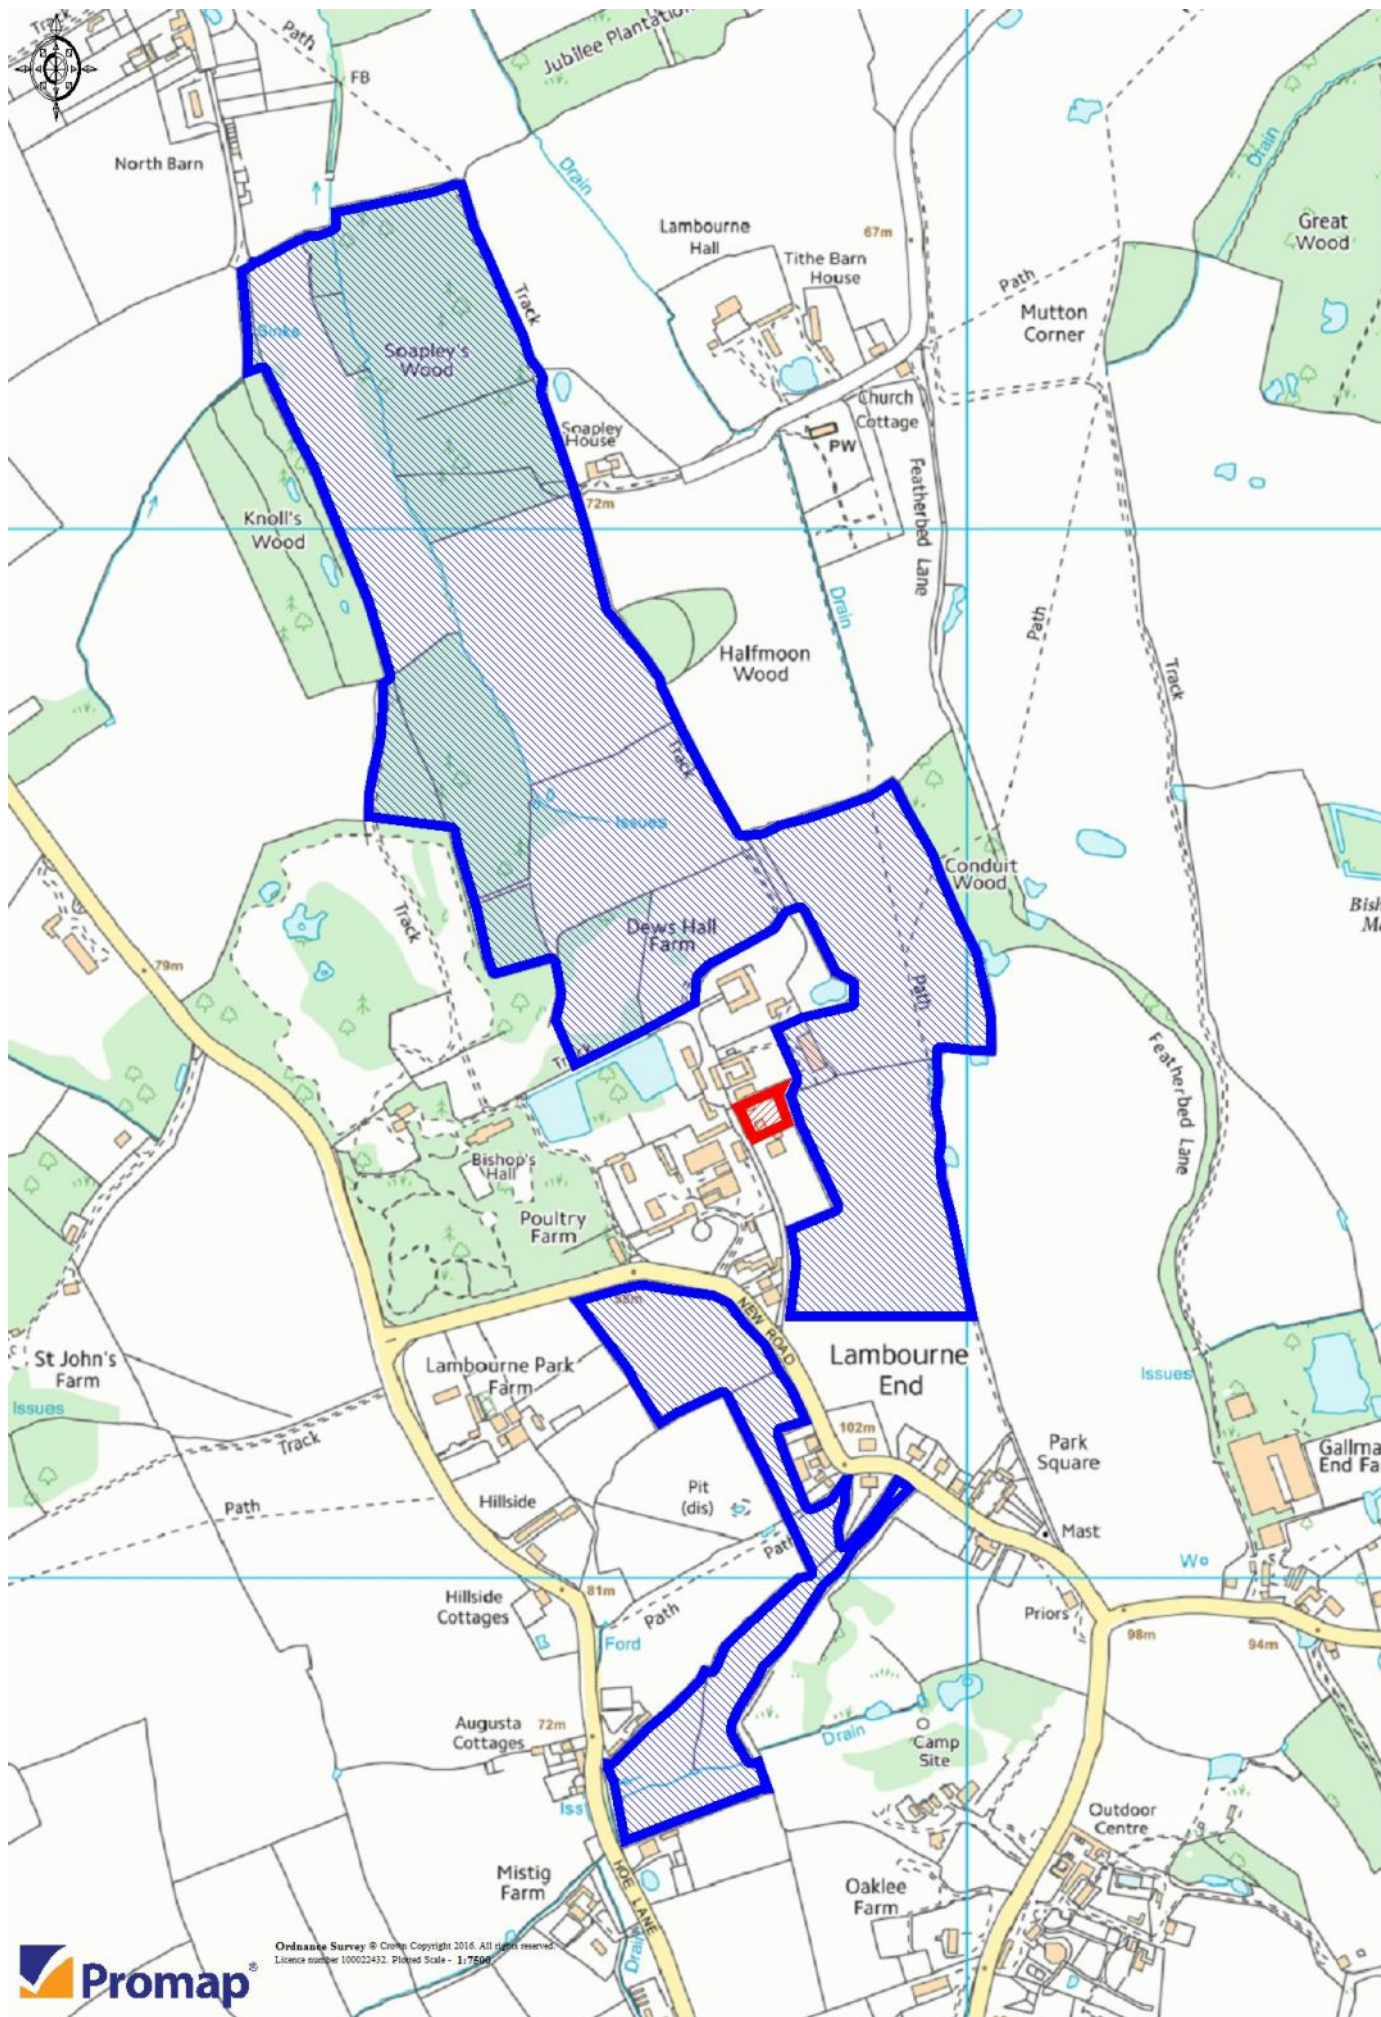 Track
Path
FB
Jubilee Plantation
North Barn
Drain
Drain
Great
Wood
67m
Lambourne
Hall
Tithe Barn
House
Path
Mutton
Corner
Track
Sinks
Soapley's
Wood
Church
Cottage
PW
Soapley
House
72m
Knoll's
Wood
Featherbed Lane
Drain
Path
Halfmoon
Wood
Track
Track
Issues
Conduit
Wood
Track
Dews Hall
Farm
Path
79m
Track
Featherbed Lane
Bishop's
Hall
Poultry
Farm
NEW ROAD
Lambourne
End
St John's
Farm
Lambourne Park
Farm
Issues
Issues
Track
102m
Park
Square
Path
Hillside
Pit
(dis)
Mast
Path
Hillside
Cottages
81m
Path
Ford
Priors
98m
94m
Augusta
Cottages
72m
Drain
Camp
Site
Iss
Outdoor
Centre
Mistig
Farm
HOE LANE
Oaklee
Farm
Drain
Promap®
Ordnance Survey © Crown Copyright 2016. All rights reserved.
Licence number 100022432. Plotted Scale - 1:7500